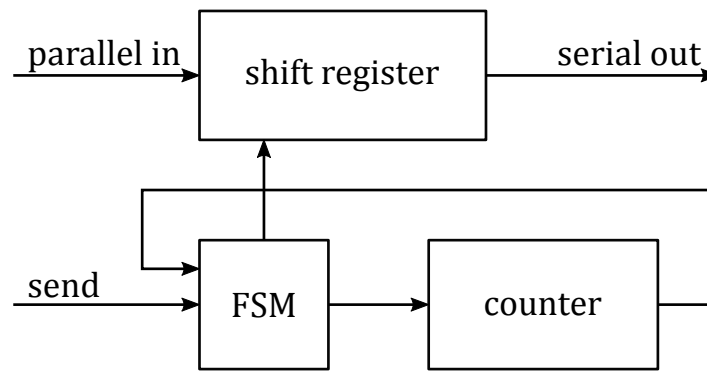 parallel in
shift register
serial out
send
FSM
counter